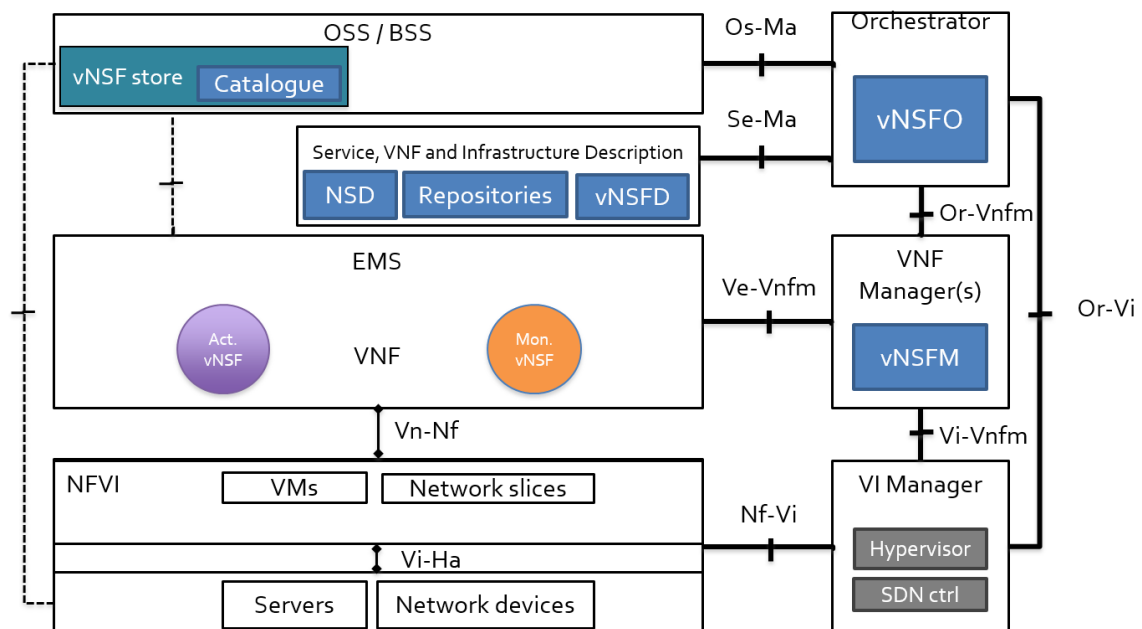 OSS / BSS
vNSF store
Catalogue
Os-Ma
Orchestrator
vNSFO
Se-Ma
Service, VNF and Infrastructure Description
NSD
Repositories
vNSFD
Or-Vnfm
EMS
Act.
vNSF
VNF
Mon.
vNSF
Ve-Vnfm
VNF
Manager(s)
vNSFM
Or-Vi
Vn-Nf
Vi-Vnfm
NFVI
VMs
Network slices
Nf-Vi
VI Manager
Hypervisor
SDN ctrl
Vi-Ha
Servers
Network devices